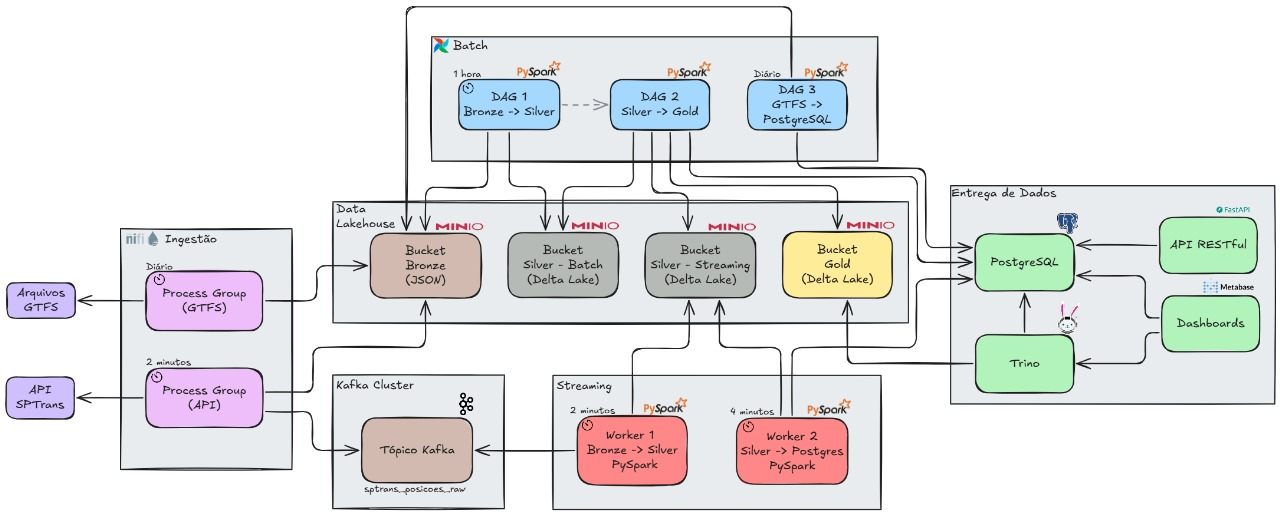 Batch
1 hora
PySpark
DAG 1
Bronze -> Silver
PySpark
DAG 2
Silver -> Gold
Diário
PySpark
DAG 3
GTFS ->
PostgreSQL
Data
Lakehouse
MINIO
Bucket
Bronze
(JSON)
MINIO
Bucket
Silver - Batch
(Delta Lake)
MINIO
Bucket
Silver - Streaming
(Delta Lake)
MINIO
Bucket
Gold
(Delta Lake)
Entrega de Dados
PostgreSQL
FastAPI
API RESTful
Metabase
Dashboards
Trino
nifi
Ingestão
Diário
Process Group
(GTFS)
Arquivos
GTFS
2 minutos
Process Group
(API)
API
SPTrans
Kafka Cluster
Tópico Kafka
sptrans_posicoes_raw
Streaming
2 minutos
PySpark
Worker 1
Bronze -> Silver
PySpark
4 minutos
PySpark
Worker 2
Silver -> Postgres
PySpark